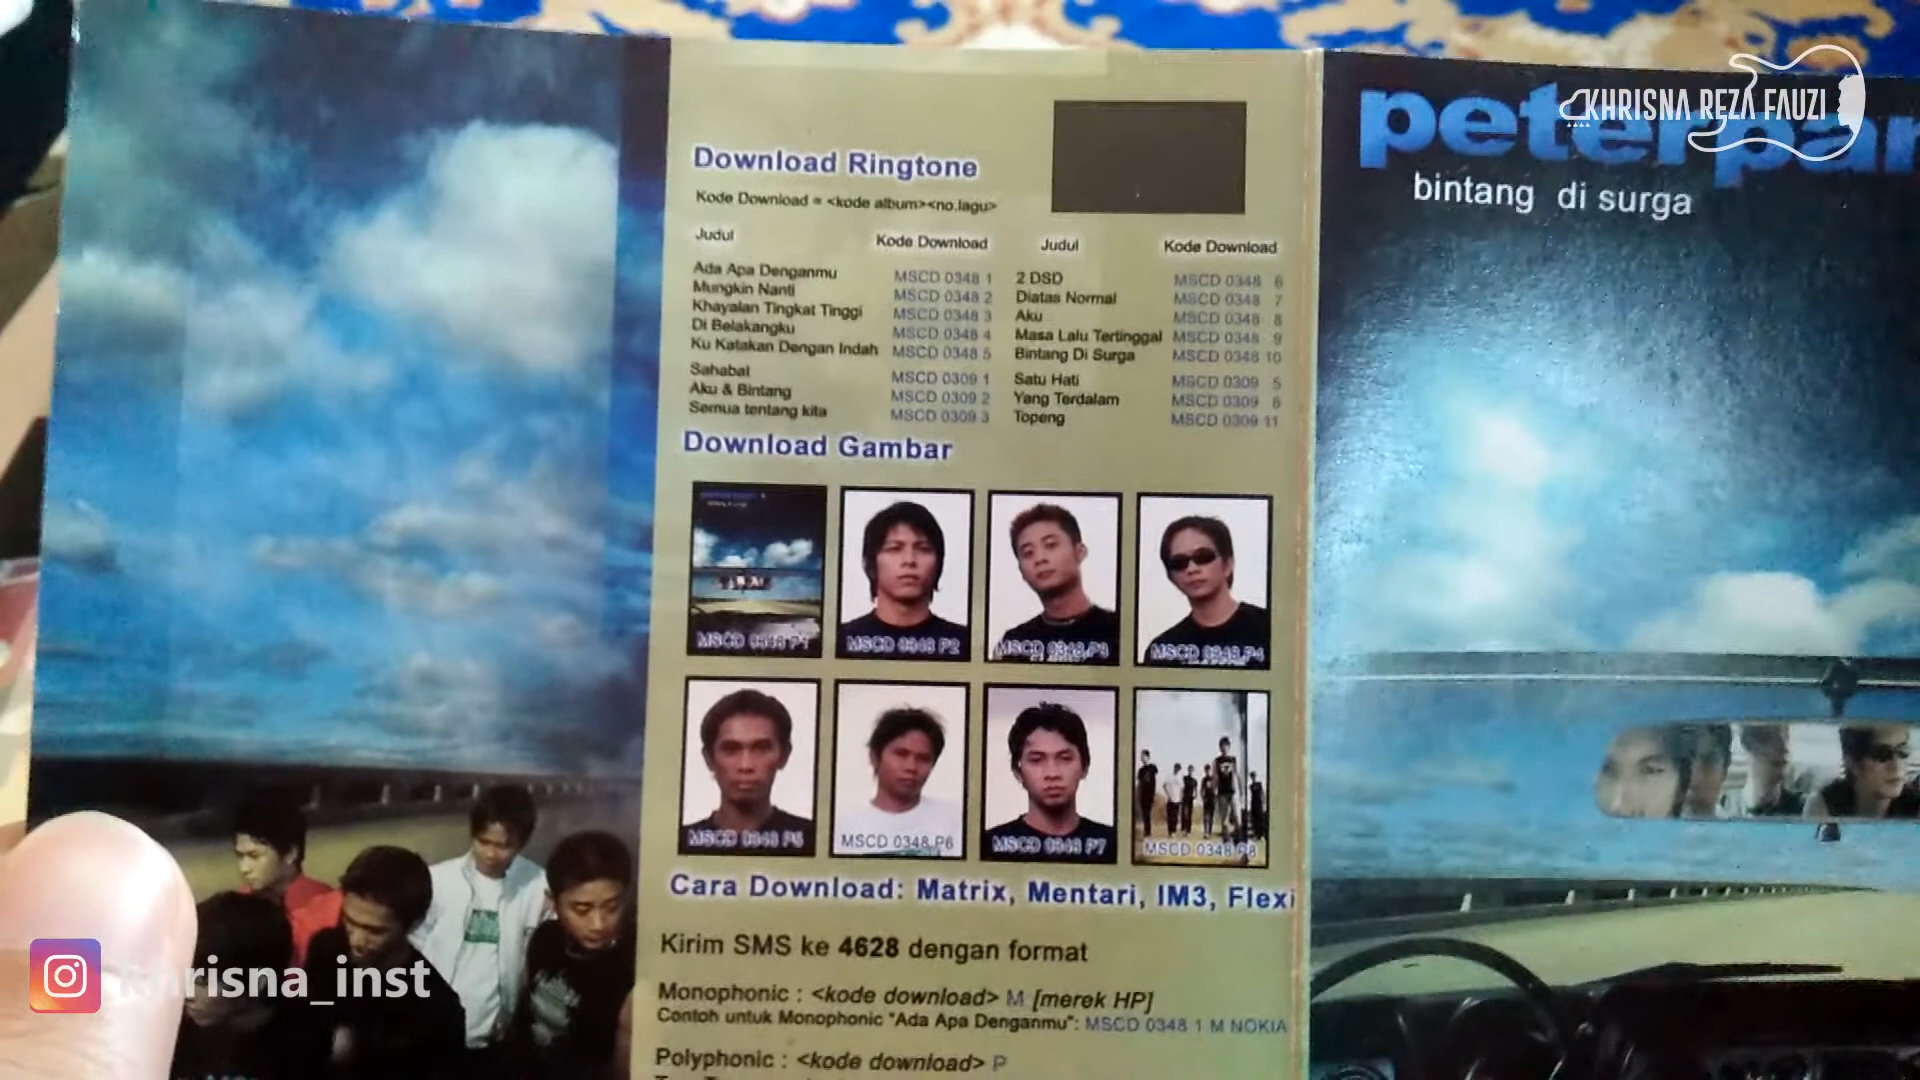 KHRISNA REZA FAUZI
peterpan
bintang di surga
Download Ringtone
Kode Download = <kode album><no.lagu>
Judul Kode Download Judul Kode Download
Ada Apa Denganmu MSCD 0348 1 2 DSD MSCD 0348 6
Mungkin Nanti MSCD 0348 2 Diatas Normal MSCD 0348 7
Khayalan Tingkat Tinggi MSCD 0348 3 Aku MSCD 0348 8
Di Belakangku MSCD 0348 4 Masa Lalu Tertinggal MSCD 0348 9
Ku Katakan Dengan Indah MSCD 0348 5 Bintang Di Surga MSCD 0348 10
Sahabat MSCD 0309 1 Satu Hati MSCD 0309 5
Aku & Bintang MSCD 0309 2 Yang Terdalam MSCD 0309 8
Semua tentang kita MSCD 0309 3 Topeng MSCD 0309 11
Download Gambar
MSCD 0348 P1 MSCD 0348 P2 MSCD 0348 P3 MSCD 0348 P4
MSCD 0348 P5 MSCD 0348 P6 MSCD 0348 P7 MSCD 0348 P8
Cara Download: Matrix, Mentari, IM3, Flexi
Kirim SMS ke 4628 dengan format
Monophonic : <kode download> M [merek HP]
Contoh untuk Monophonic "Ada Apa Denganmu": MSCD 0348 1 M NOKIA
Polyphonic : <kode download> P
khrisna_inst